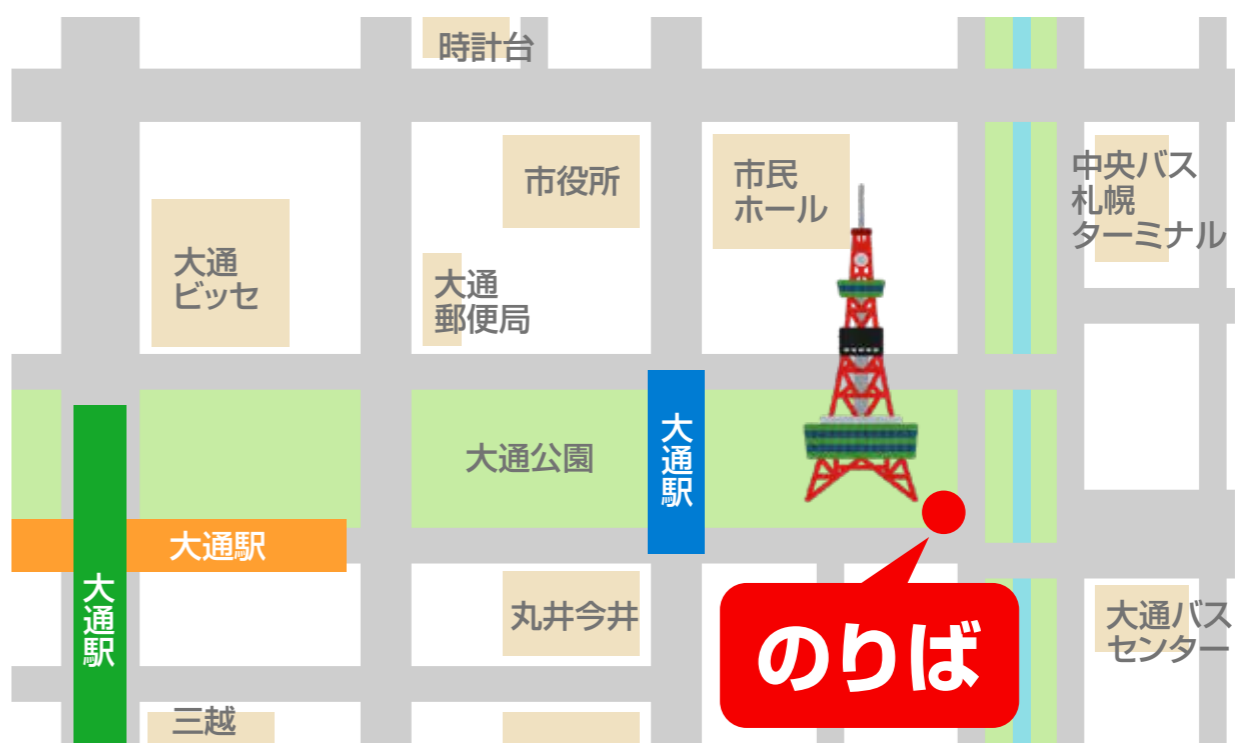 時計台
市役所
市民
ホール
中央バス
札幌
ターミナル
大通
ビッセ
大通
郵便局
大通公園
大通駅
大通駅
大通駅
丸井今井
のりば
大通バス
センター
三越